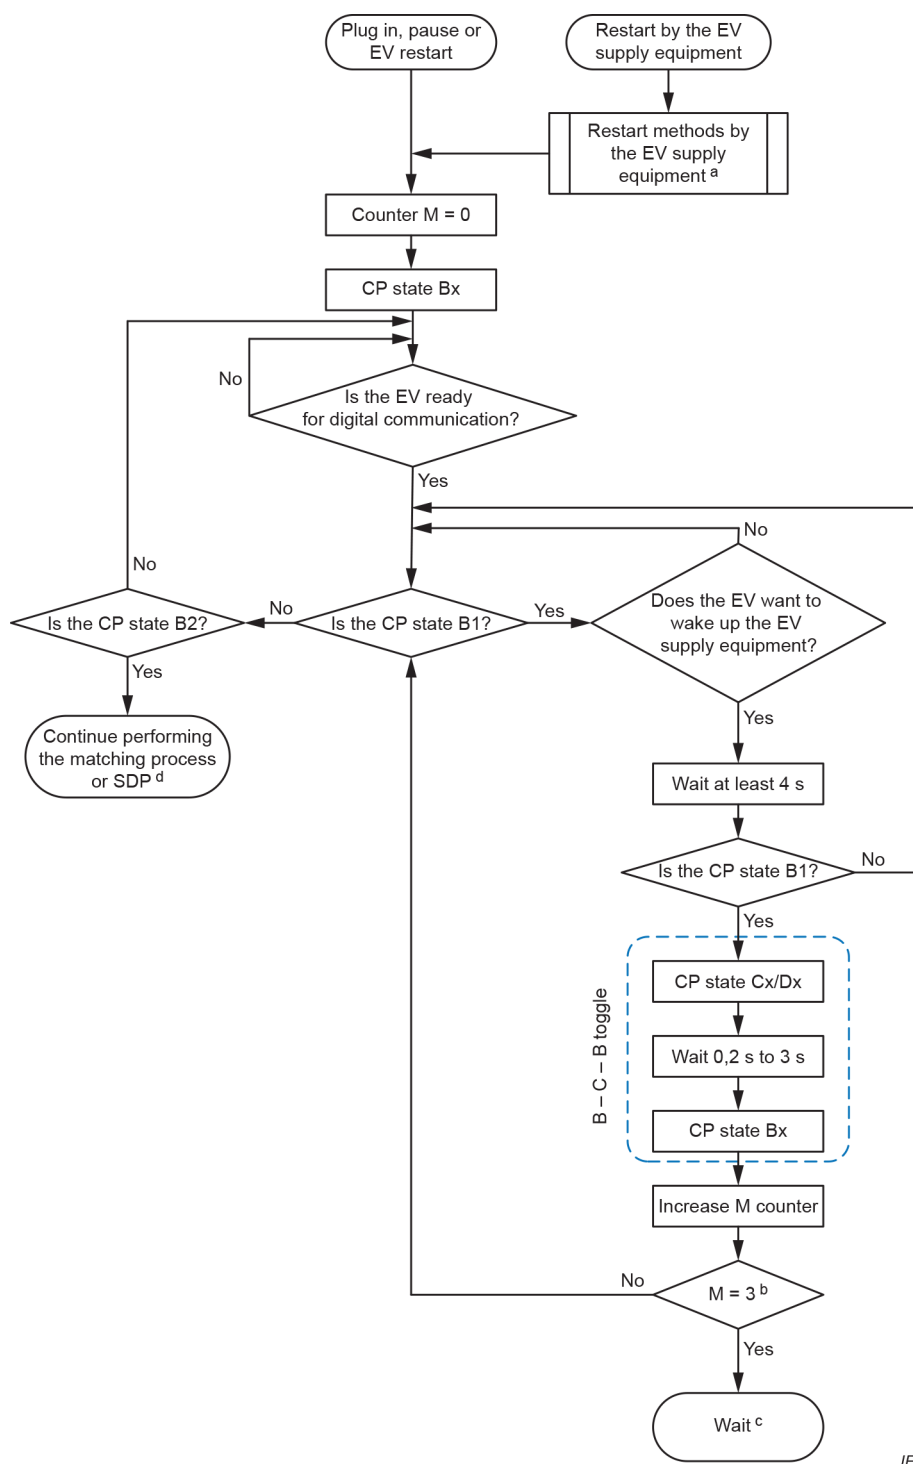 Plug in, pause or
EV restart
Restart by the EV
supply equipment
Restart methods by
the EV supply
equipment a
Counter M = 0
CP state Bx
No
Is the EV ready
for digital communication?
Yes
No
No
Is the CP state B2?
No
Is the CP state B1?
Yes
Does the EV want to
wake up the EV
supply equipment?
Yes
Yes
Continue performing
the matching process
or SDP d
Wait at least 4 s
Is the CP state B1?
No
Yes
B – C – B toggle
CP state Cx/Dx
Wait 0,2 s to 3 s
CP state Bx
Increase M counter
No
M = 3 b
Yes
Wait c